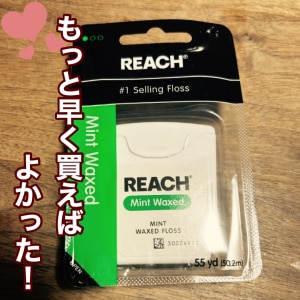 REACH®
#1 Selling Floss
Mint Waxed
もっと早く買えば
よかった！
REACH®
Mint Waxed
MINT
WAXED FLOSS
55 yd (50.2m)